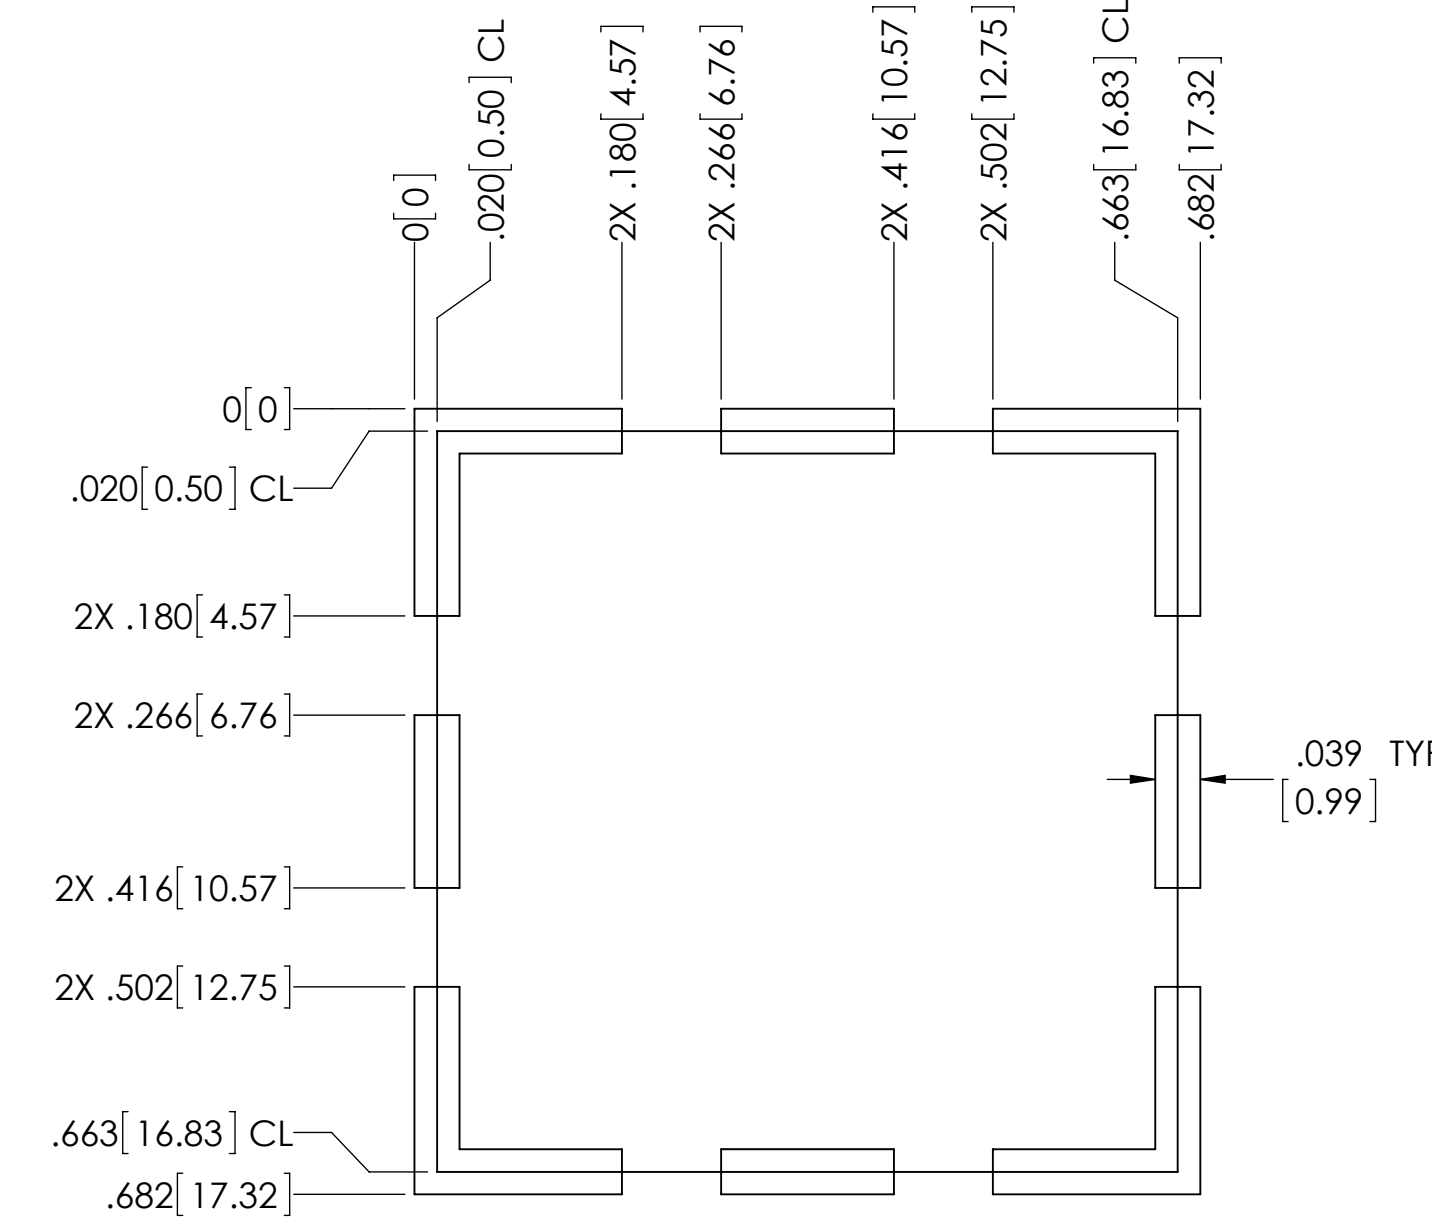 0[0]
.020[0.50] CL
2X .180[4.57]
2X .266[6.76]
2X .416[10.57]
2X .502[12.75]
.663[16.83] CL
.682[17.32]
0[0]
.020[0.50] CL
2X .180[4.57]
2X .266[6.76]
.039
[0.99]
2X .416[10.57]
2X .502[12.75]
.663[16.83] CL
.682[17.32]